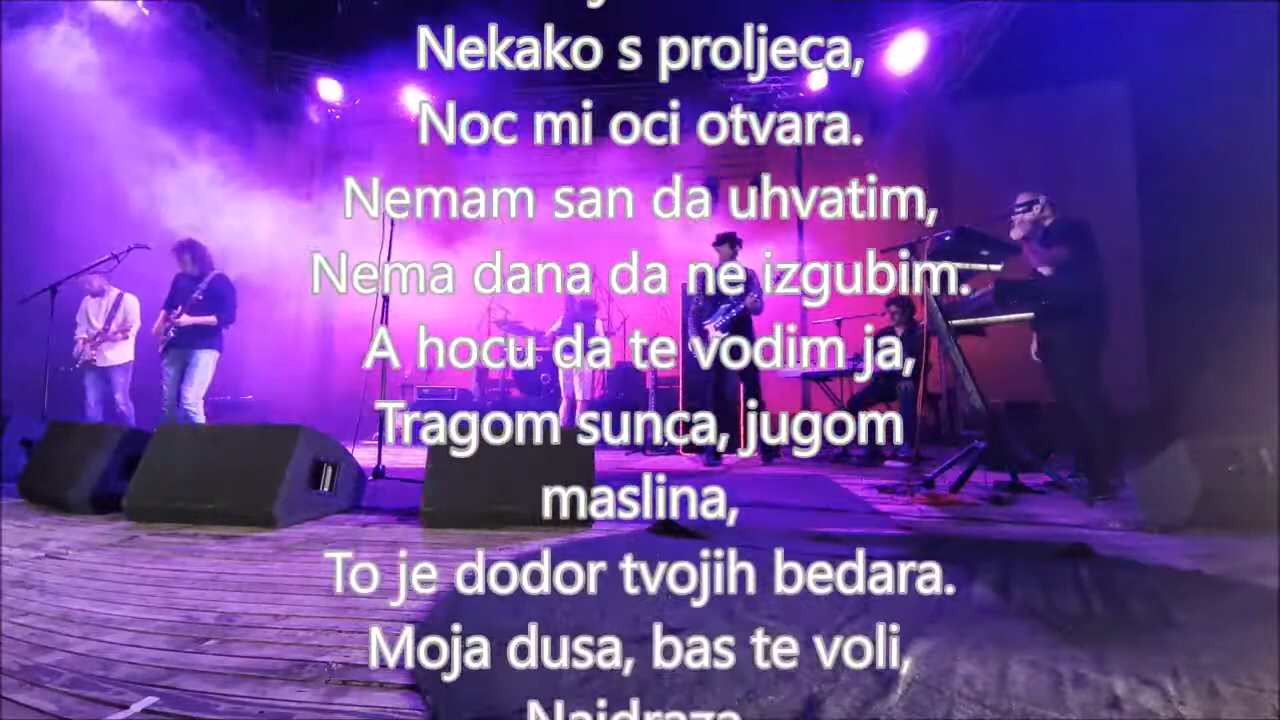 Nekako s proljeca,
Noc mi oci otvara.
Nemam san da uhvatim,
Nema dana da ne izgubim.
A hocu da te vodim ja,
Tragom sunca, jugom
maslina,
To je dodor tvojih bedara.
Moja dusa, bas te voli,
Najdraza